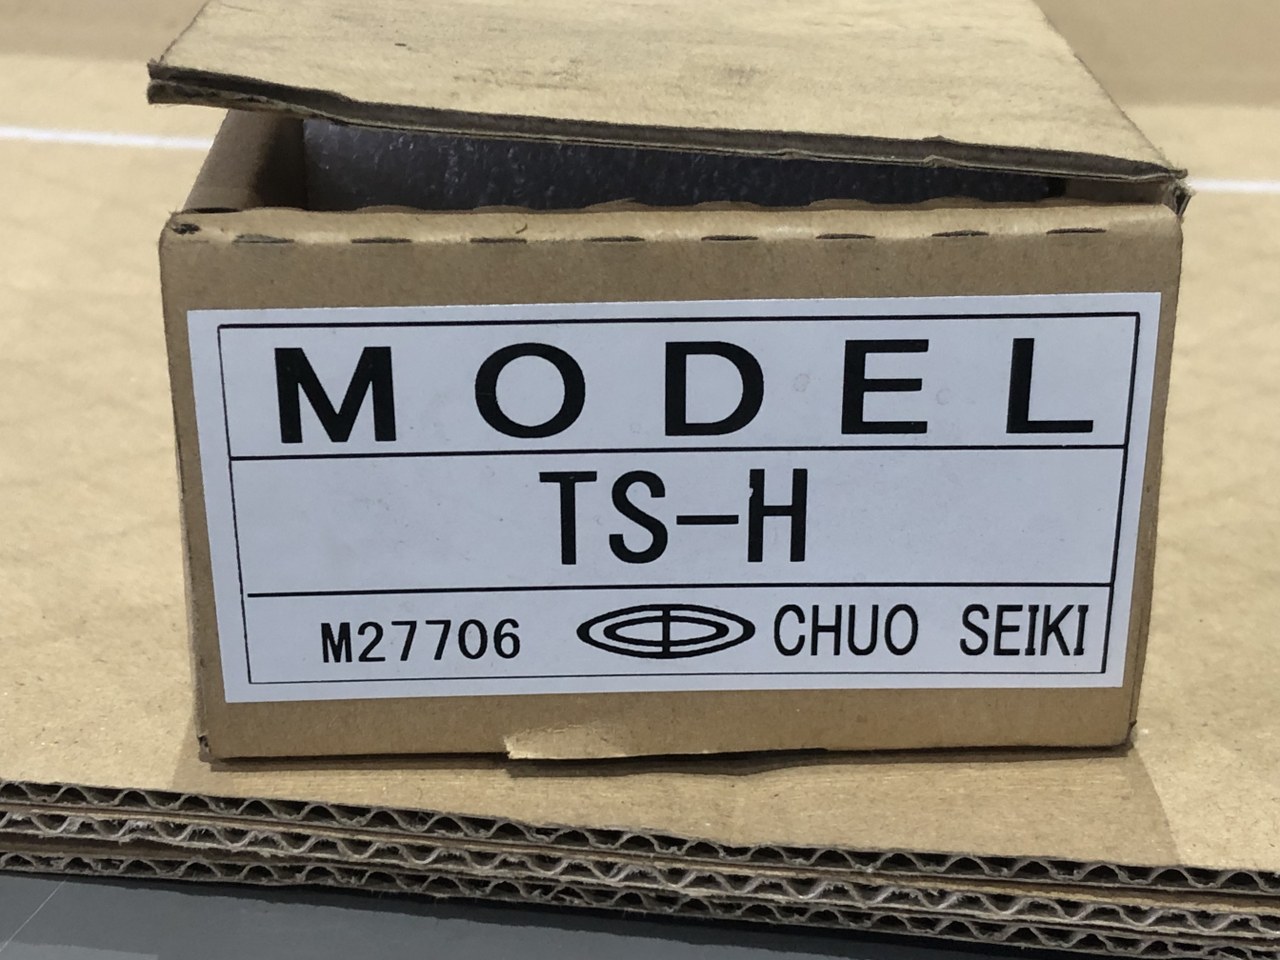 MODEL
TS-H
M27706 CHUO SEIKI